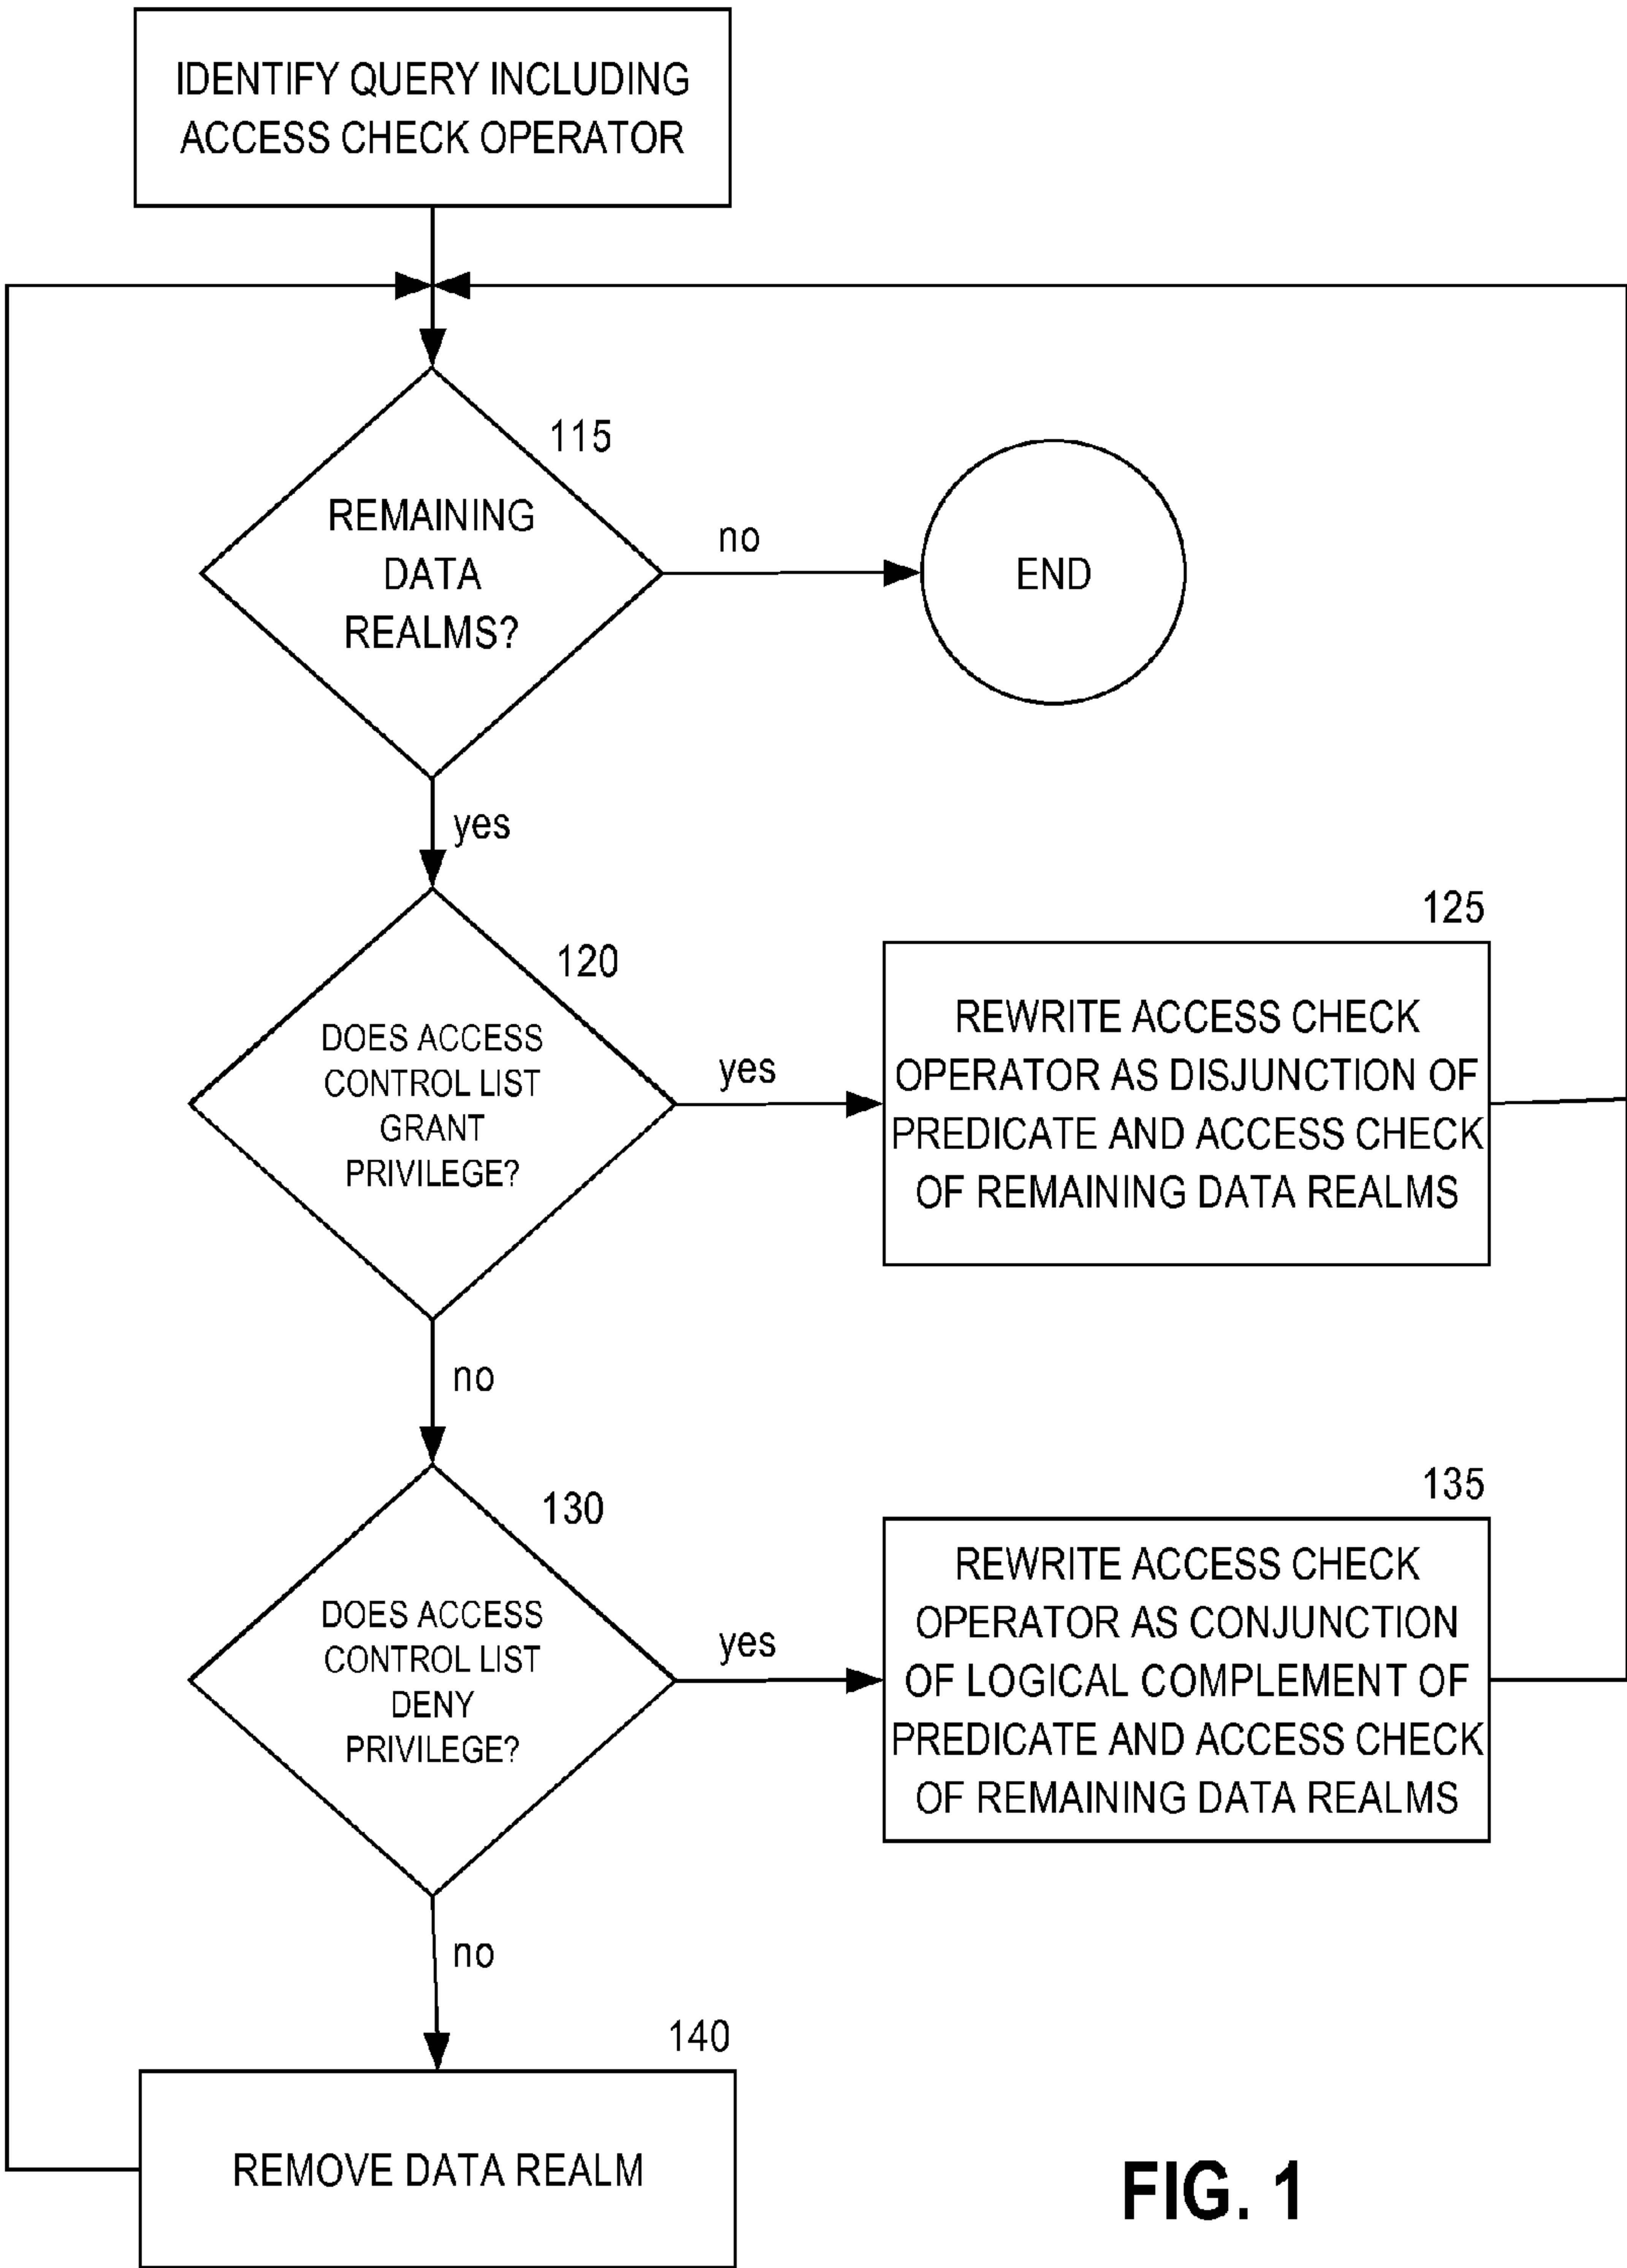 IDENTIFY QUERY INCLUDING
ACCESS CHECK OPERATOR
115
REMAINING
DATA
REALMS?
no
END
yes
120
DOES ACCESS
CONTROL LIST
GRANT
PRIVILEGE?
yes
125
REWRITE ACCESS CHECK
OPERATOR AS DISJUNCTION OF
PREDICATE AND ACCESS CHECK
OF REMAINING DATA REALMS
no
130
DOES ACCESS
CONTROL LIST
DENY
PRIVILEGE?
yes
135
REWRITE ACCESS CHECK
OPERATOR AS CONJUNCTION
OF LOGICAL COMPLEMENT OF
PREDICATE AND ACCESS CHECK
OF REMAINING DATA REALMS
no
140
REMOVE DATA REALM
FIG. 1